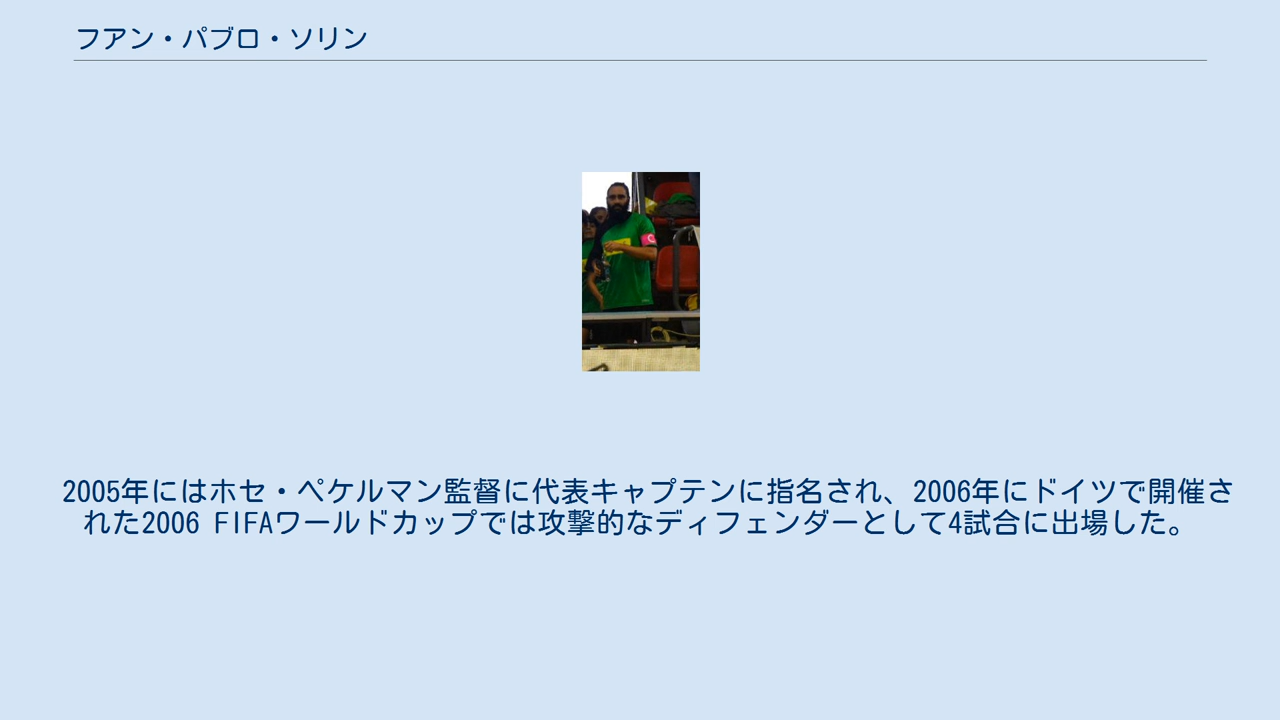 フアン・パブロ・ソリン
2005年にはホセ・ペケルマン監督に代表キャプテンに指名され、2006年にドイツで開催さ
れた2006 FIFAワールドカップでは攻撃的なディフェンダーとして4試合に出場した。